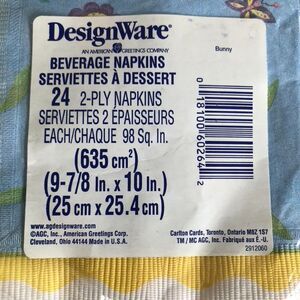 DesignWare®
AN AMERICAN GREETINGS COMPANY
Bunny
BEVERAGE NAPKINS
SERVIETTES À DESSERT
24 2-PLY NAPKINS
SERVIETTES 2 ÉPAISSEURS
EACH/CHAQUE 98 Sq. In.
(635 cm²)
(9-7/8 In. x 10 In.)
(25 cm x 25.4 cm)
0 18100 60264 2
www.agdesignware.com
©AGC, Inc., American Greetings Corp.
Cleveland, Ohio 44144 Made in U.S.A.
Carlton Cards, Toronto, Ontario M8Z 1S7
TM / MC AGC, Inc. Fabriqué aux É.-U.
2912060